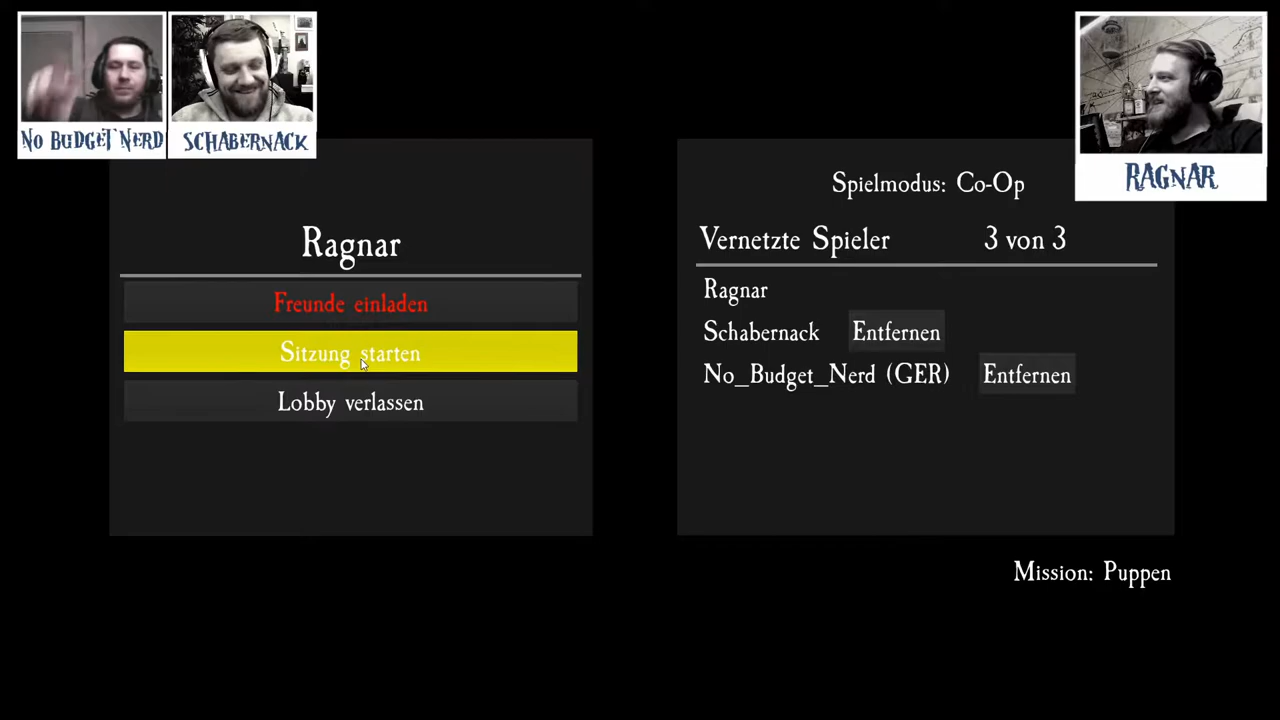 No Budget Nerd
Schabernack
Ragnar
Ragnar
Freunde einladen
Sitzung starten
Lobby verlassen
Spielmodus: Co-Op
Vernetzte Spieler 3 von 3
Ragnar
Schabernack Entfernen
No_Budget_Nerd (GER) Entfernen
Mission: Puppen